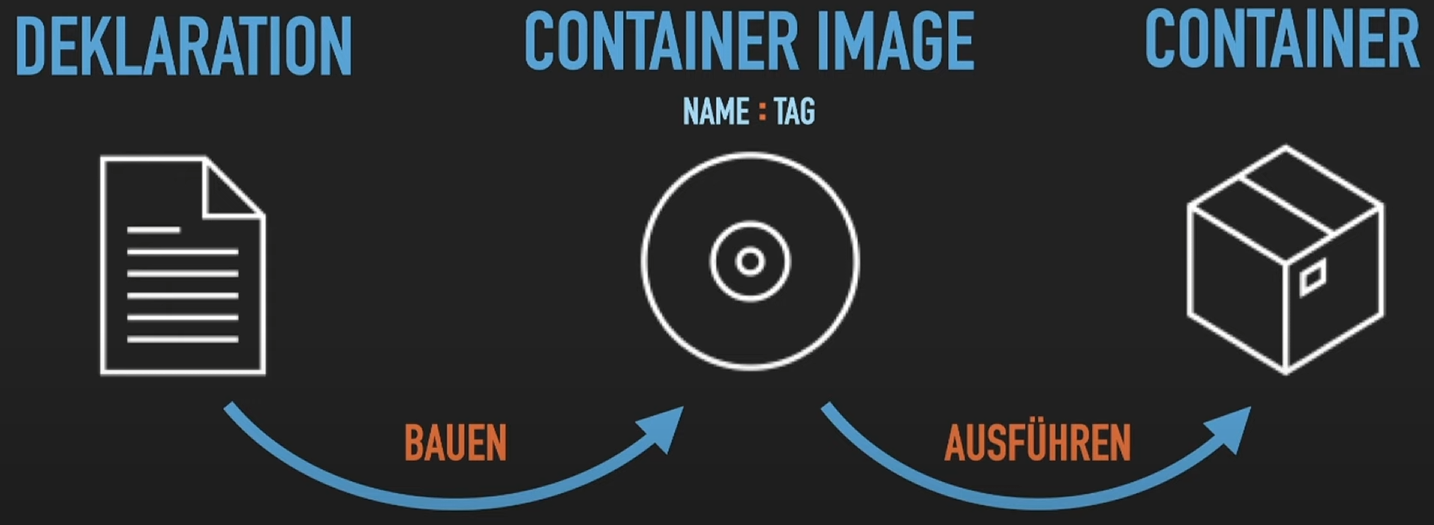 DEKLARATION
CONTAINER IMAGE
CONTAINER
NAME : TAG
BAUEN
AUSFÜHREN